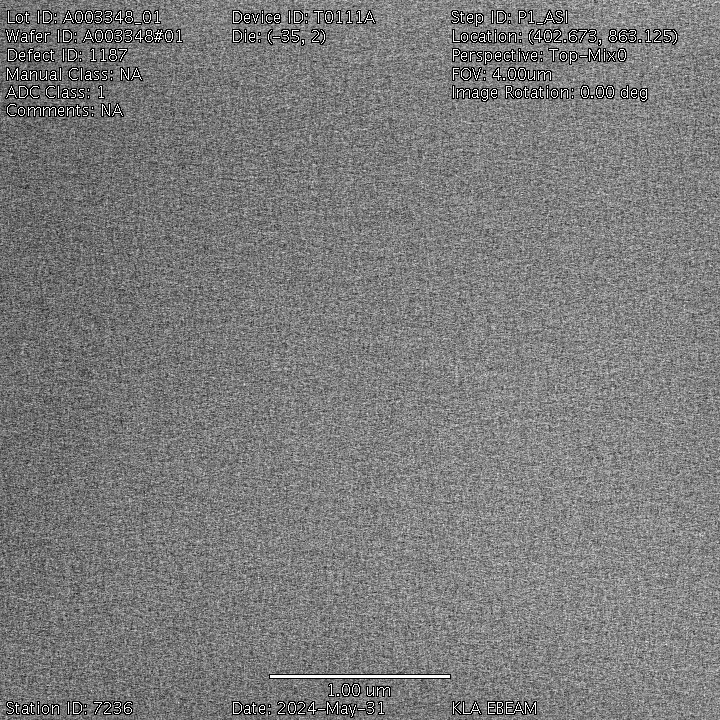 Lot ID: A003348_01
Wafer ID: A003348#01
Defect ID: 1187
Manual Class: NA
ADC Class: 1
Comments: NA
Device ID: T0111A
Die: (-35, 2)
Step ID: P1_ASI
Location: (402.673, 863.125)
Perspective: Top-Mix0
FOV: 4.00um
Image Rotation: 0.00 deg
1.00 um
Station ID: 7236
Date: 2024-May-31
KLA EBEAM